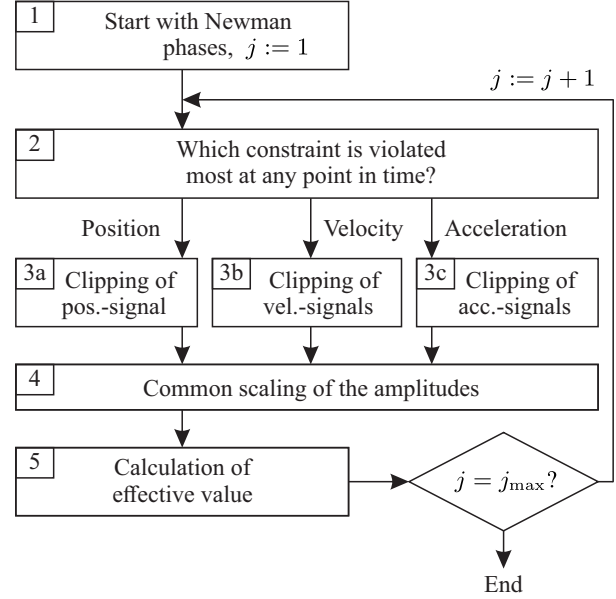 1
Start with Newman
phases, j := 1
j := j + 1
2
Which constraint is violated
most at any point in time?
Position
Velocity
Acceleration
3a
Clipping of
pos.-signal
3b
Clipping of
vel.-signals
3c
Clipping of
acc.-signals
4
Common scaling of the amplitudes
5
Calculation of
effective value
j = jmax?
End